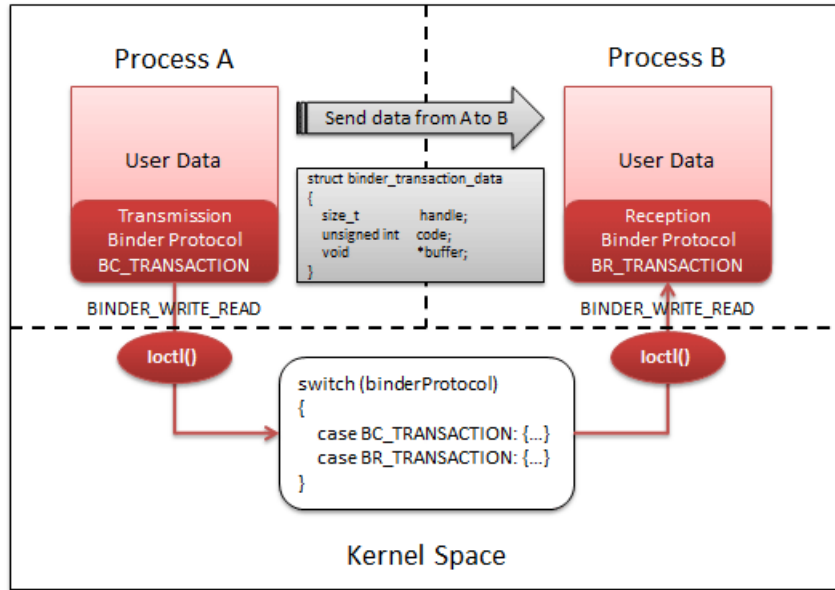 Process A
Process B
Send data from A to B
User Data
User Data
struct binder_transaction_data
{
size_t handle;
unsigned int code;
void *buffer;
}
Transmission
Binder Protocol
BC_TRANSACTION
Reception
Binder Protocol
BR_TRANSACTION
BINDER_WRITE_READ
BINDER_WRITE_READ
Ioctl()
Ioctl()
switch (binderProtocol)
{
case BC_TRANSACTION: {...}
case BR_TRANSACTION: {...}
}
Kernel Space